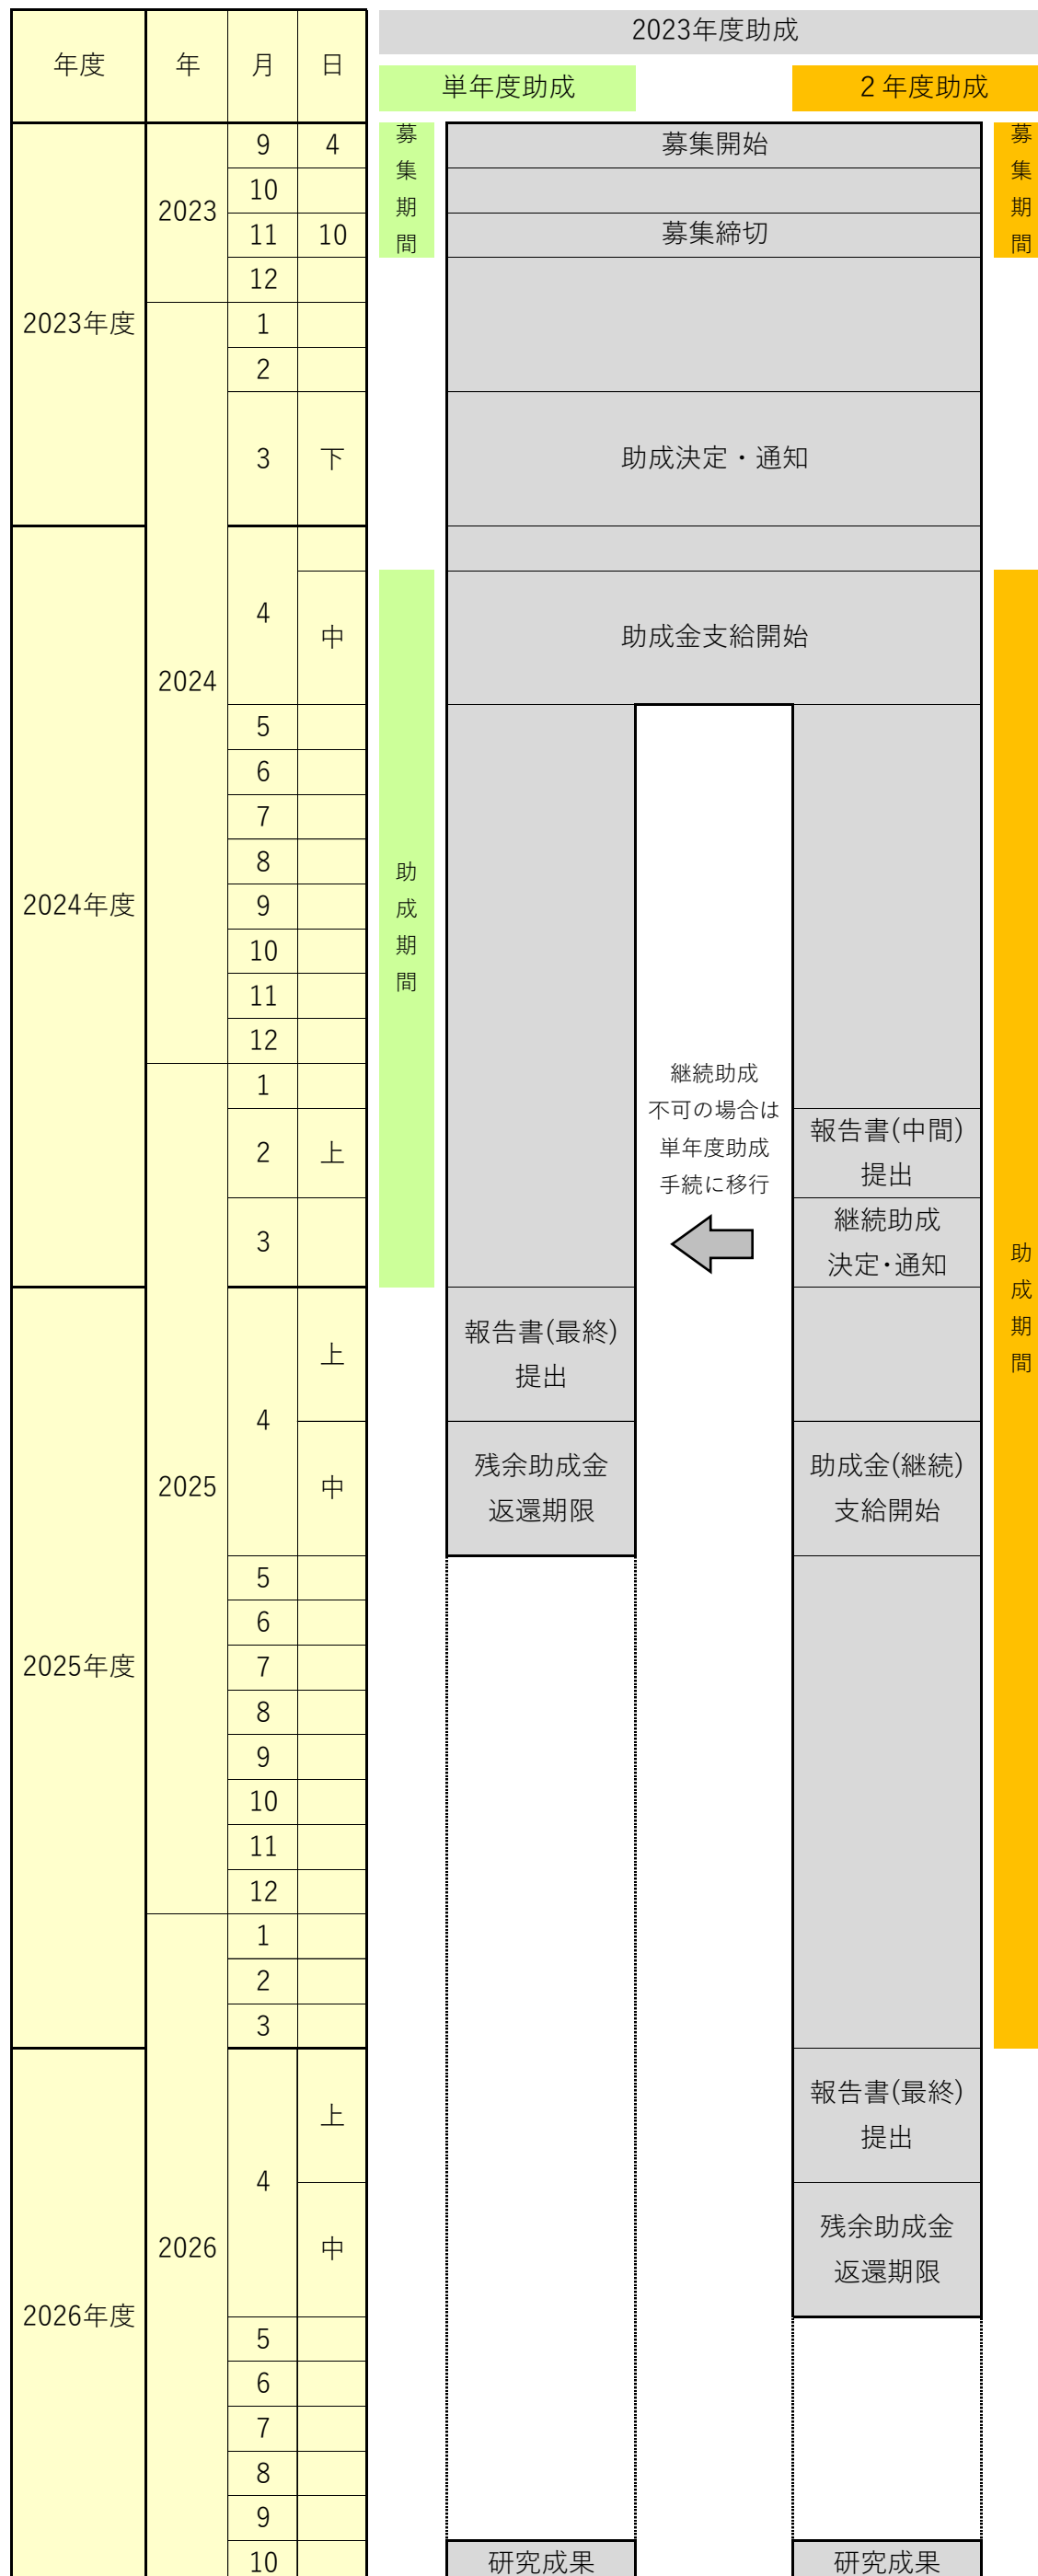 年度 年 月 日
2023年度助成
単年度助成 2年度助成
募集期間
募集期間
2023年度
2023
9 4 募集開始
10
11 10 募集締切
12
2024
1
2
3 下 助成決定・通知
2024年度
4
中 助成金支給開始
助成期間
5
6
7
8
9
10
11
12
2025
1
継続助成
不可の場合は
単年度助成
手続に移行
2 上 報告書(中間)
提出
3 継続助成
決定・通知
助成期間
2025年度
4
上 報告書(最終)
提出
中 残余助成金 助成金(継続)
返還期限 支給開始
5
6
7
8
9
10
11
12
2026
1
2
3
2026年度
4
上 報告書(最終)
提出
中 残余助成金
返還期限
5
6
7
8
9
10 研究成果 研究成果